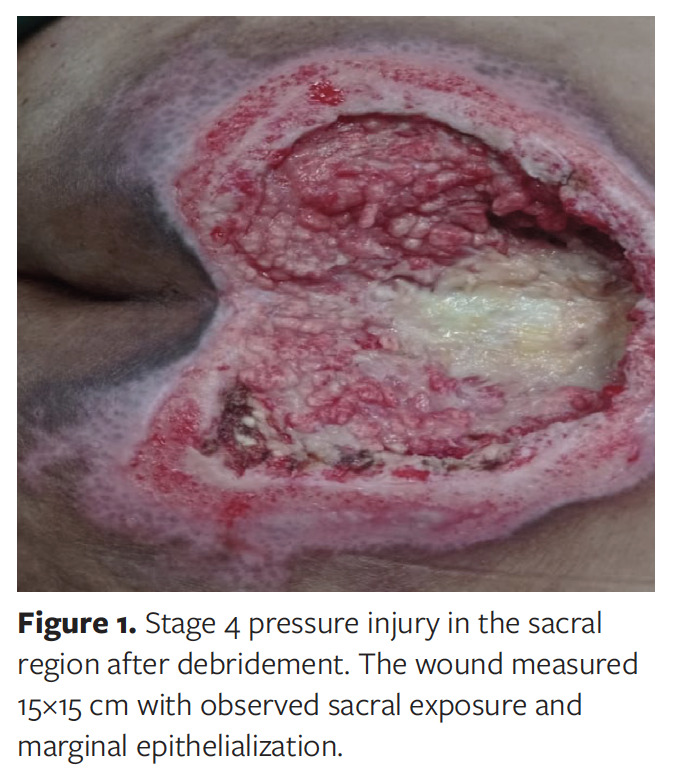 Figure 1. Stage 4 pressure injury in the sacral
region after debridement. The wound measured
15×15 cm with observed sacral exposure and
marginal epithelialization.